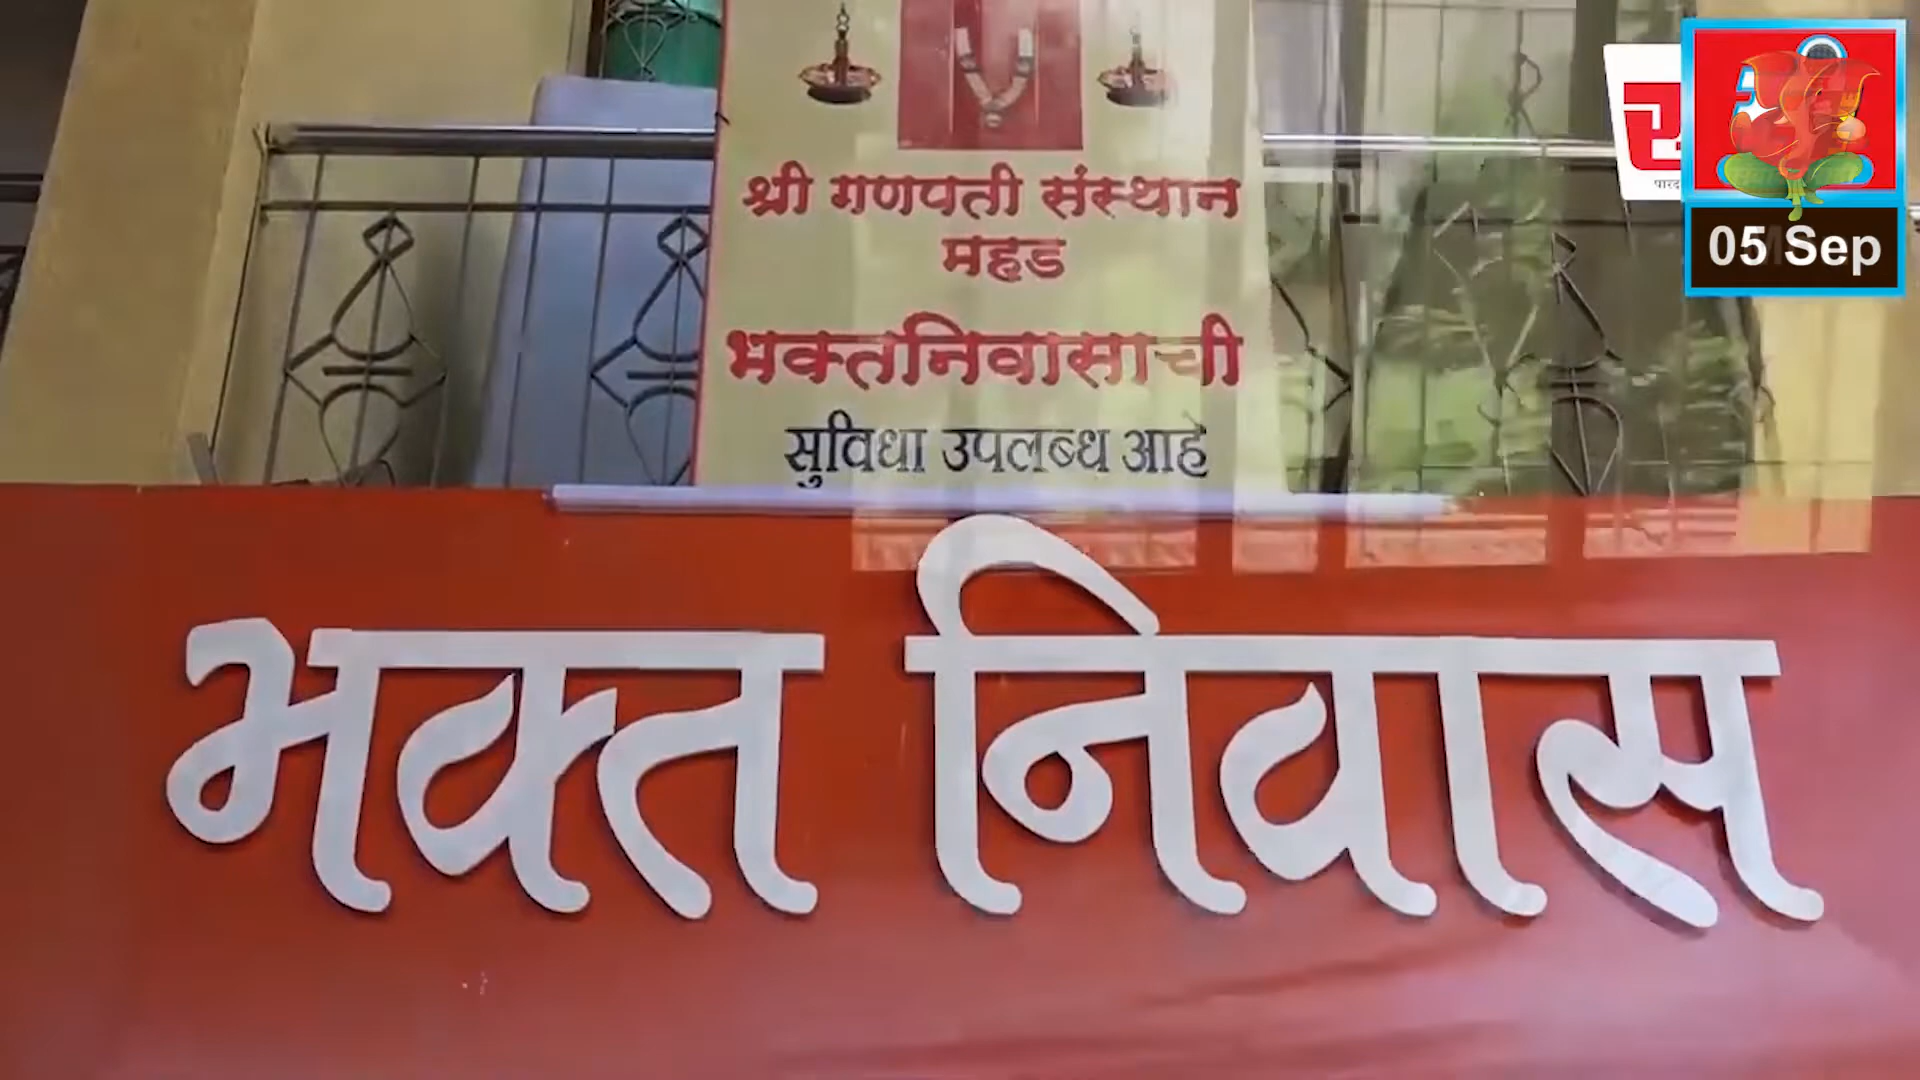 श्री गणपती संस्थान
महड
भक्तनिवासाची
सुविधा उपलब्ध आहे
05 Sep
भक्त निवास